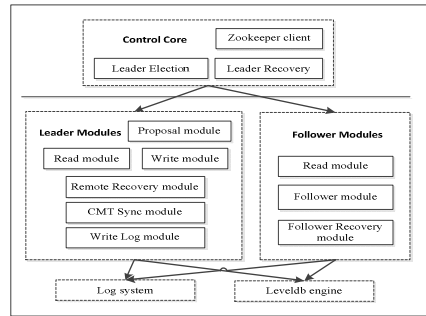 Control Core
Zookeeper client
Leader Election
Leader Recovery
Leader Modules
Proposal module
Read module
Write module
Remote Recovery module
CMT Sync module
Write Log module
Follower Modules
Read module
Follower module
Follower Recovery
module
Log system
Leveldb engine